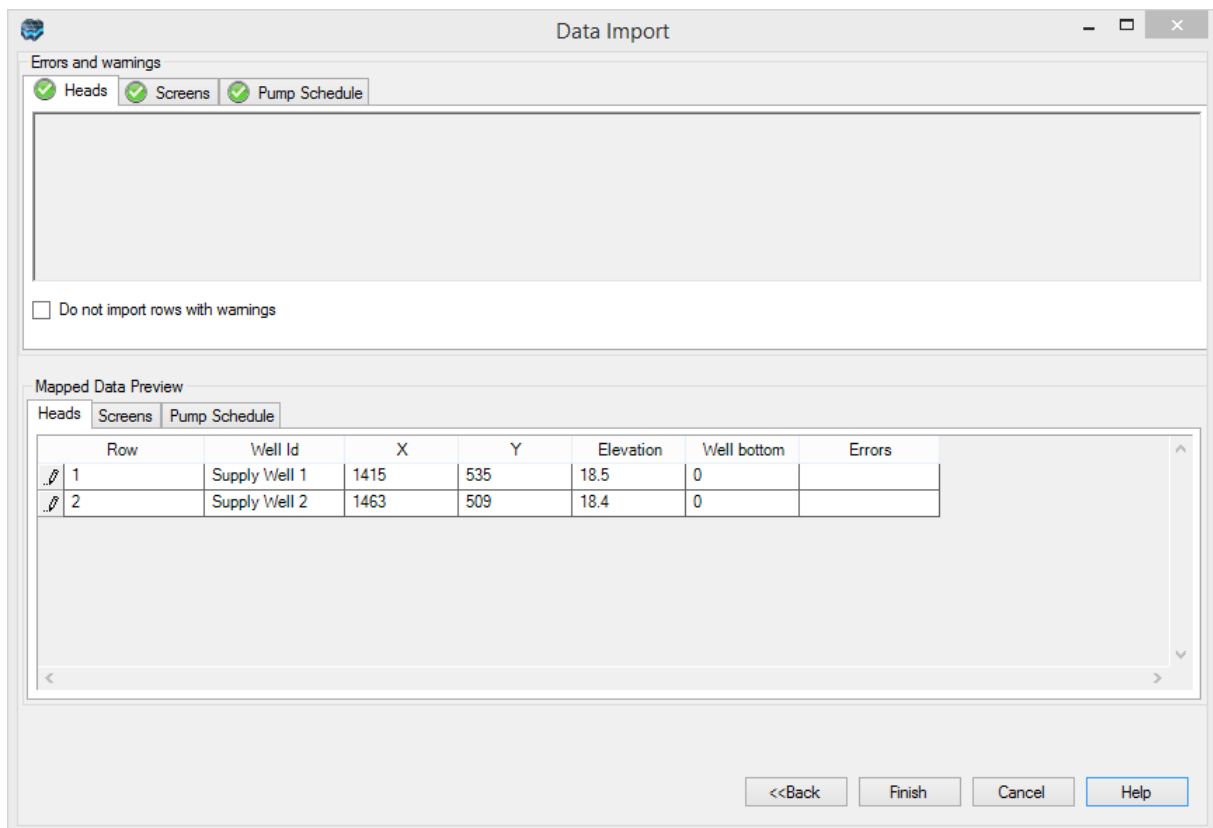 Data Import
Errors and warnings
Heads Screens Pump Schedule
Do not import rows with warnings
Mapped Data Preview
Heads Screens Pump Schedule
Row Well Id X Y Elevation Well bottom Errors
1 Supply Well 1 1415 535 18.5 0
2 Supply Well 2 1463 509 18.4 0
<<Back Finish Cancel Help